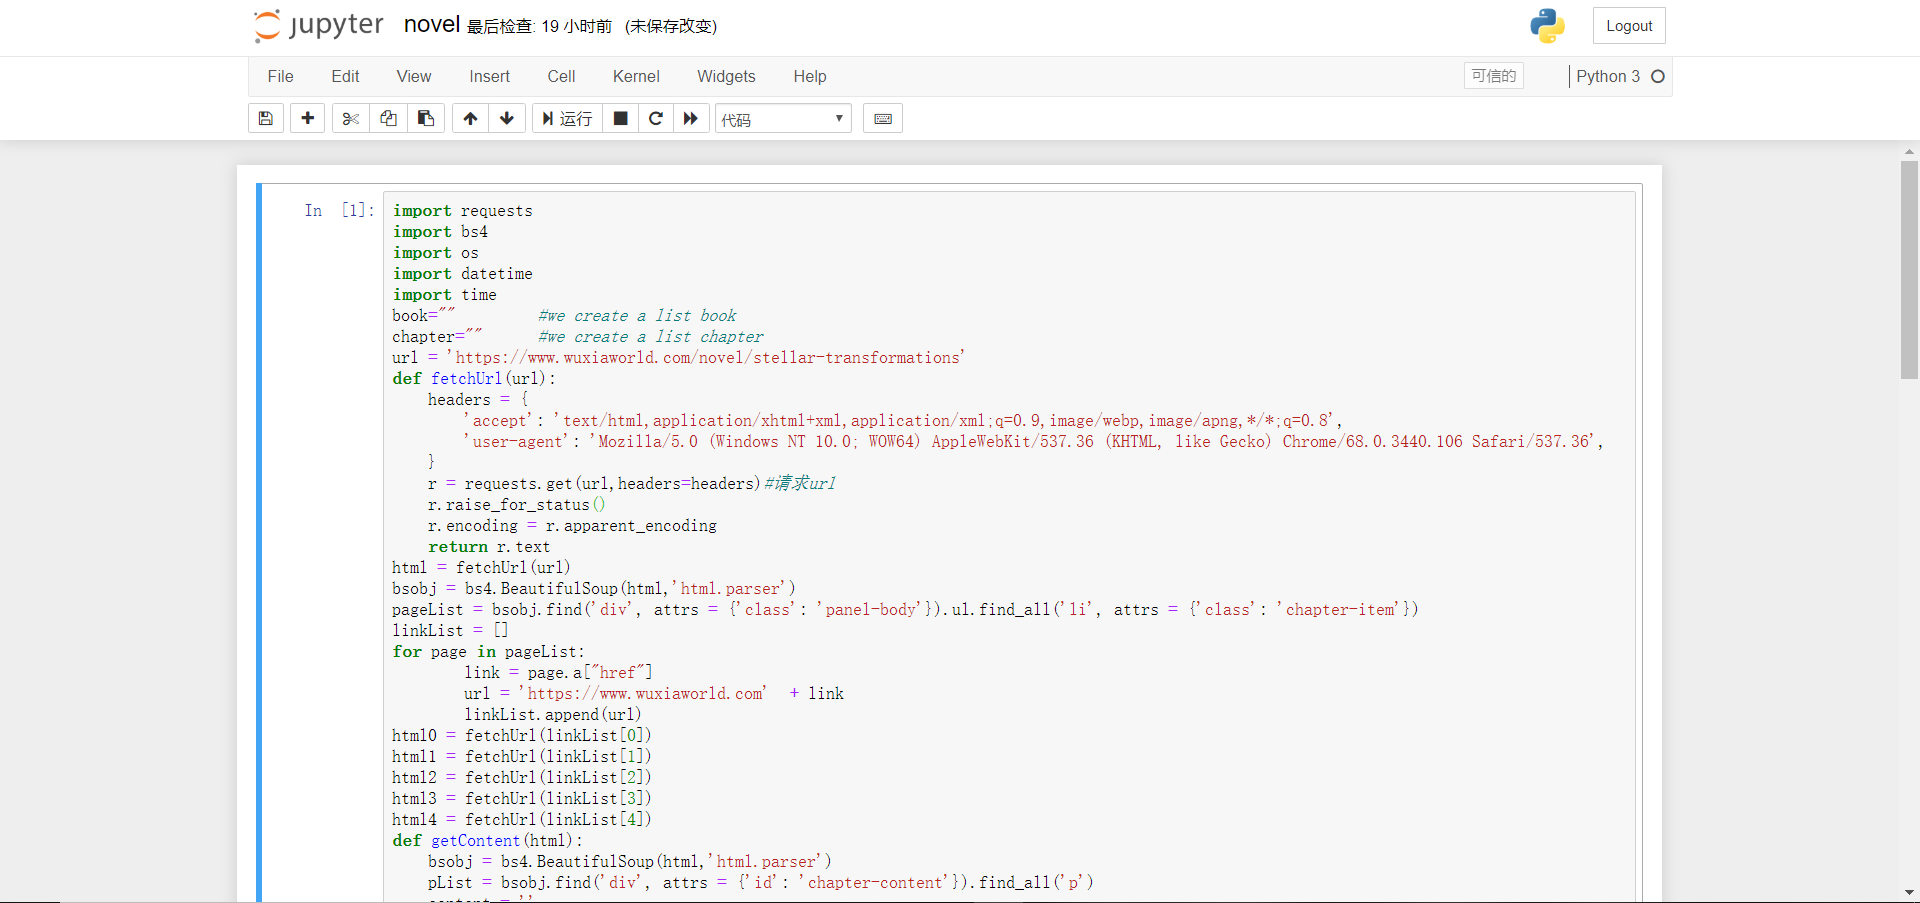 jupyter novel 最后检查: 19 小时前 (未保存改变) Logout
File Edit View Insert Cell Kernel Widgets Help 可信的 Python 3
运行 代码
In [1]:
import requests
import bs4
import os
import datetime
import time
book="" #we create a list book
chapter="" #we create a list chapter
url = 'https://www.wuxiaworld.com/novel/stellar-transformations'
def fetchUrl(url):
    headers = {
        'accept': 'text/html,application/xhtml+xml,application/xml;q=0.9,image/webp,image/apng,*/*;q=0.8',
        'user-agent': 'Mozilla/5.0 (Windows NT 10.0; WOW64) AppleWebKit/537.36 (KHTML, like Gecko) Chrome/68.0.3440.106 Safari/537.36',
    }
    r = requests.get(url,headers=headers)#请求url
    r.raise_for_status()
    r.encoding = r.apparent_encoding
    return r.text
html = fetchUrl(url)
bsobj = bs4.BeautifulSoup(html,'html.parser')
pageList = bsobj.find('div', attrs = {'class': 'panel-body'}).ul.find_all('li', attrs = {'class': 'chapter-item'})
linkList = []
for page in pageList:
        link = page.a["href"]
        url = 'https://www.wuxiaworld.com' + link
        linkList.append(url)
html0 = fetchUrl(linkList[0])
html1 = fetchUrl(linkList[1])
html2 = fetchUrl(linkList[2])
html3 = fetchUrl(linkList[3])
html4 = fetchUrl(linkList[4])
def getContent(html):
    bsobj = bs4.BeautifulSoup(html,'html.parser')
    pList = bsobj.find('div', attrs = {'id': 'chapter-content'}).find_all('p')